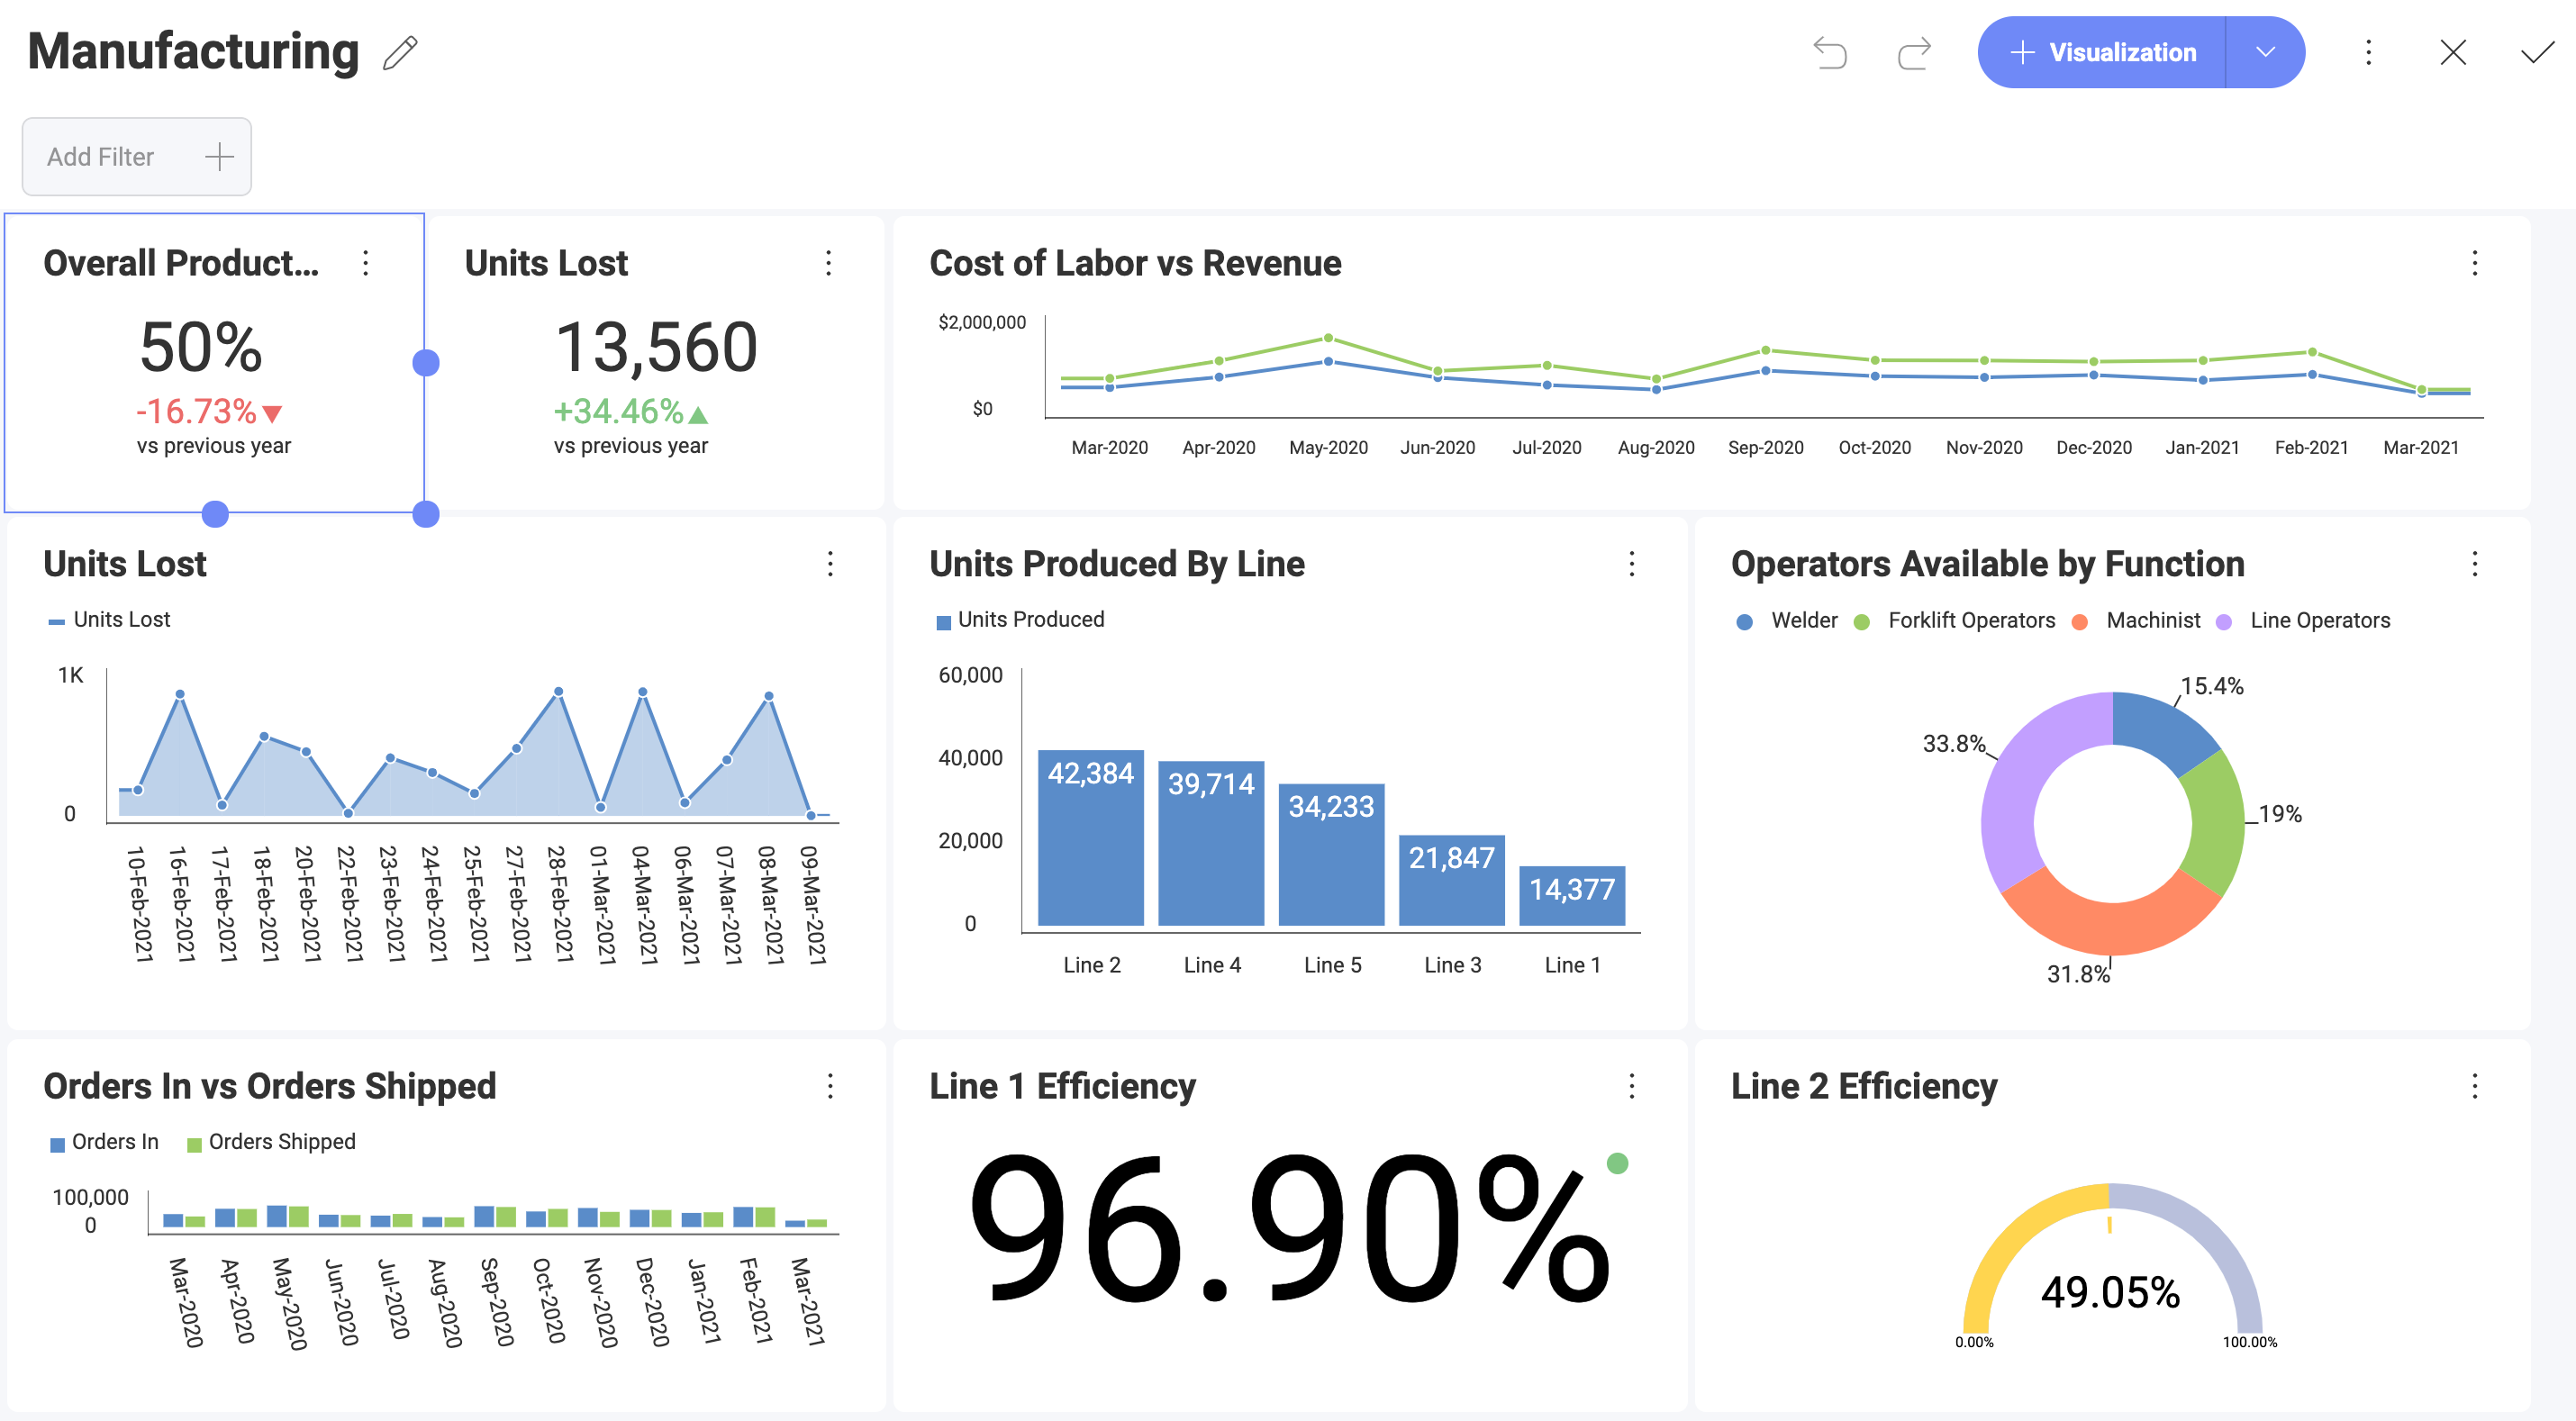 Manufacturing
Visualization
Add Filter
Overall Product...
50%
-16.73%
vs previous year
Units Lost
13,560
+34.46%
vs previous year
Cost of Labor vs Revenue
$2,000,000
$0
Mar-2020 Apr-2020 May-2020 Jun-2020 Jul-2020 Aug-2020 Sep-2020 Oct-2020 Nov-2020 Dec-2020 Jan-2021 Feb-2021 Mar-2021
Units Lost
Units Lost
1K
0
10-Feb-2021 16-Feb-2021 17-Feb-2021 18-Feb-2021 20-Feb-2021 22-Feb-2021 23-Feb-2021 24-Feb-2021 25-Feb-2021 27-Feb-2021 28-Feb-2021 01-Mar-2021 04-Mar-2021 06-Mar-2021 07-Mar-2021 08-Mar-2021 09-Mar-2021
Units Produced By Line
Units Produced
60,000
40,000
20,000
0
42,384 39,714 34,233 21,847 14,377
Line 2 Line 4 Line 5 Line 3 Line 1
Operators Available by Function
Welder Forklift Operators Machinist Line Operators
15.4%
33.8%
19%
31.8%
Orders In vs Orders Shipped
Orders In Orders Shipped
100,000
0
Mar-2020 Apr-2020 May-2020 Jun-2020 Jul-2020 Aug-2020 Sep-2020 Oct-2020 Nov-2020 Dec-2020 Jan-2021 Feb-2021 Mar-2021
Line 1 Efficiency
96.90%
Line 2 Efficiency
49.05%
0.00% 100.00%